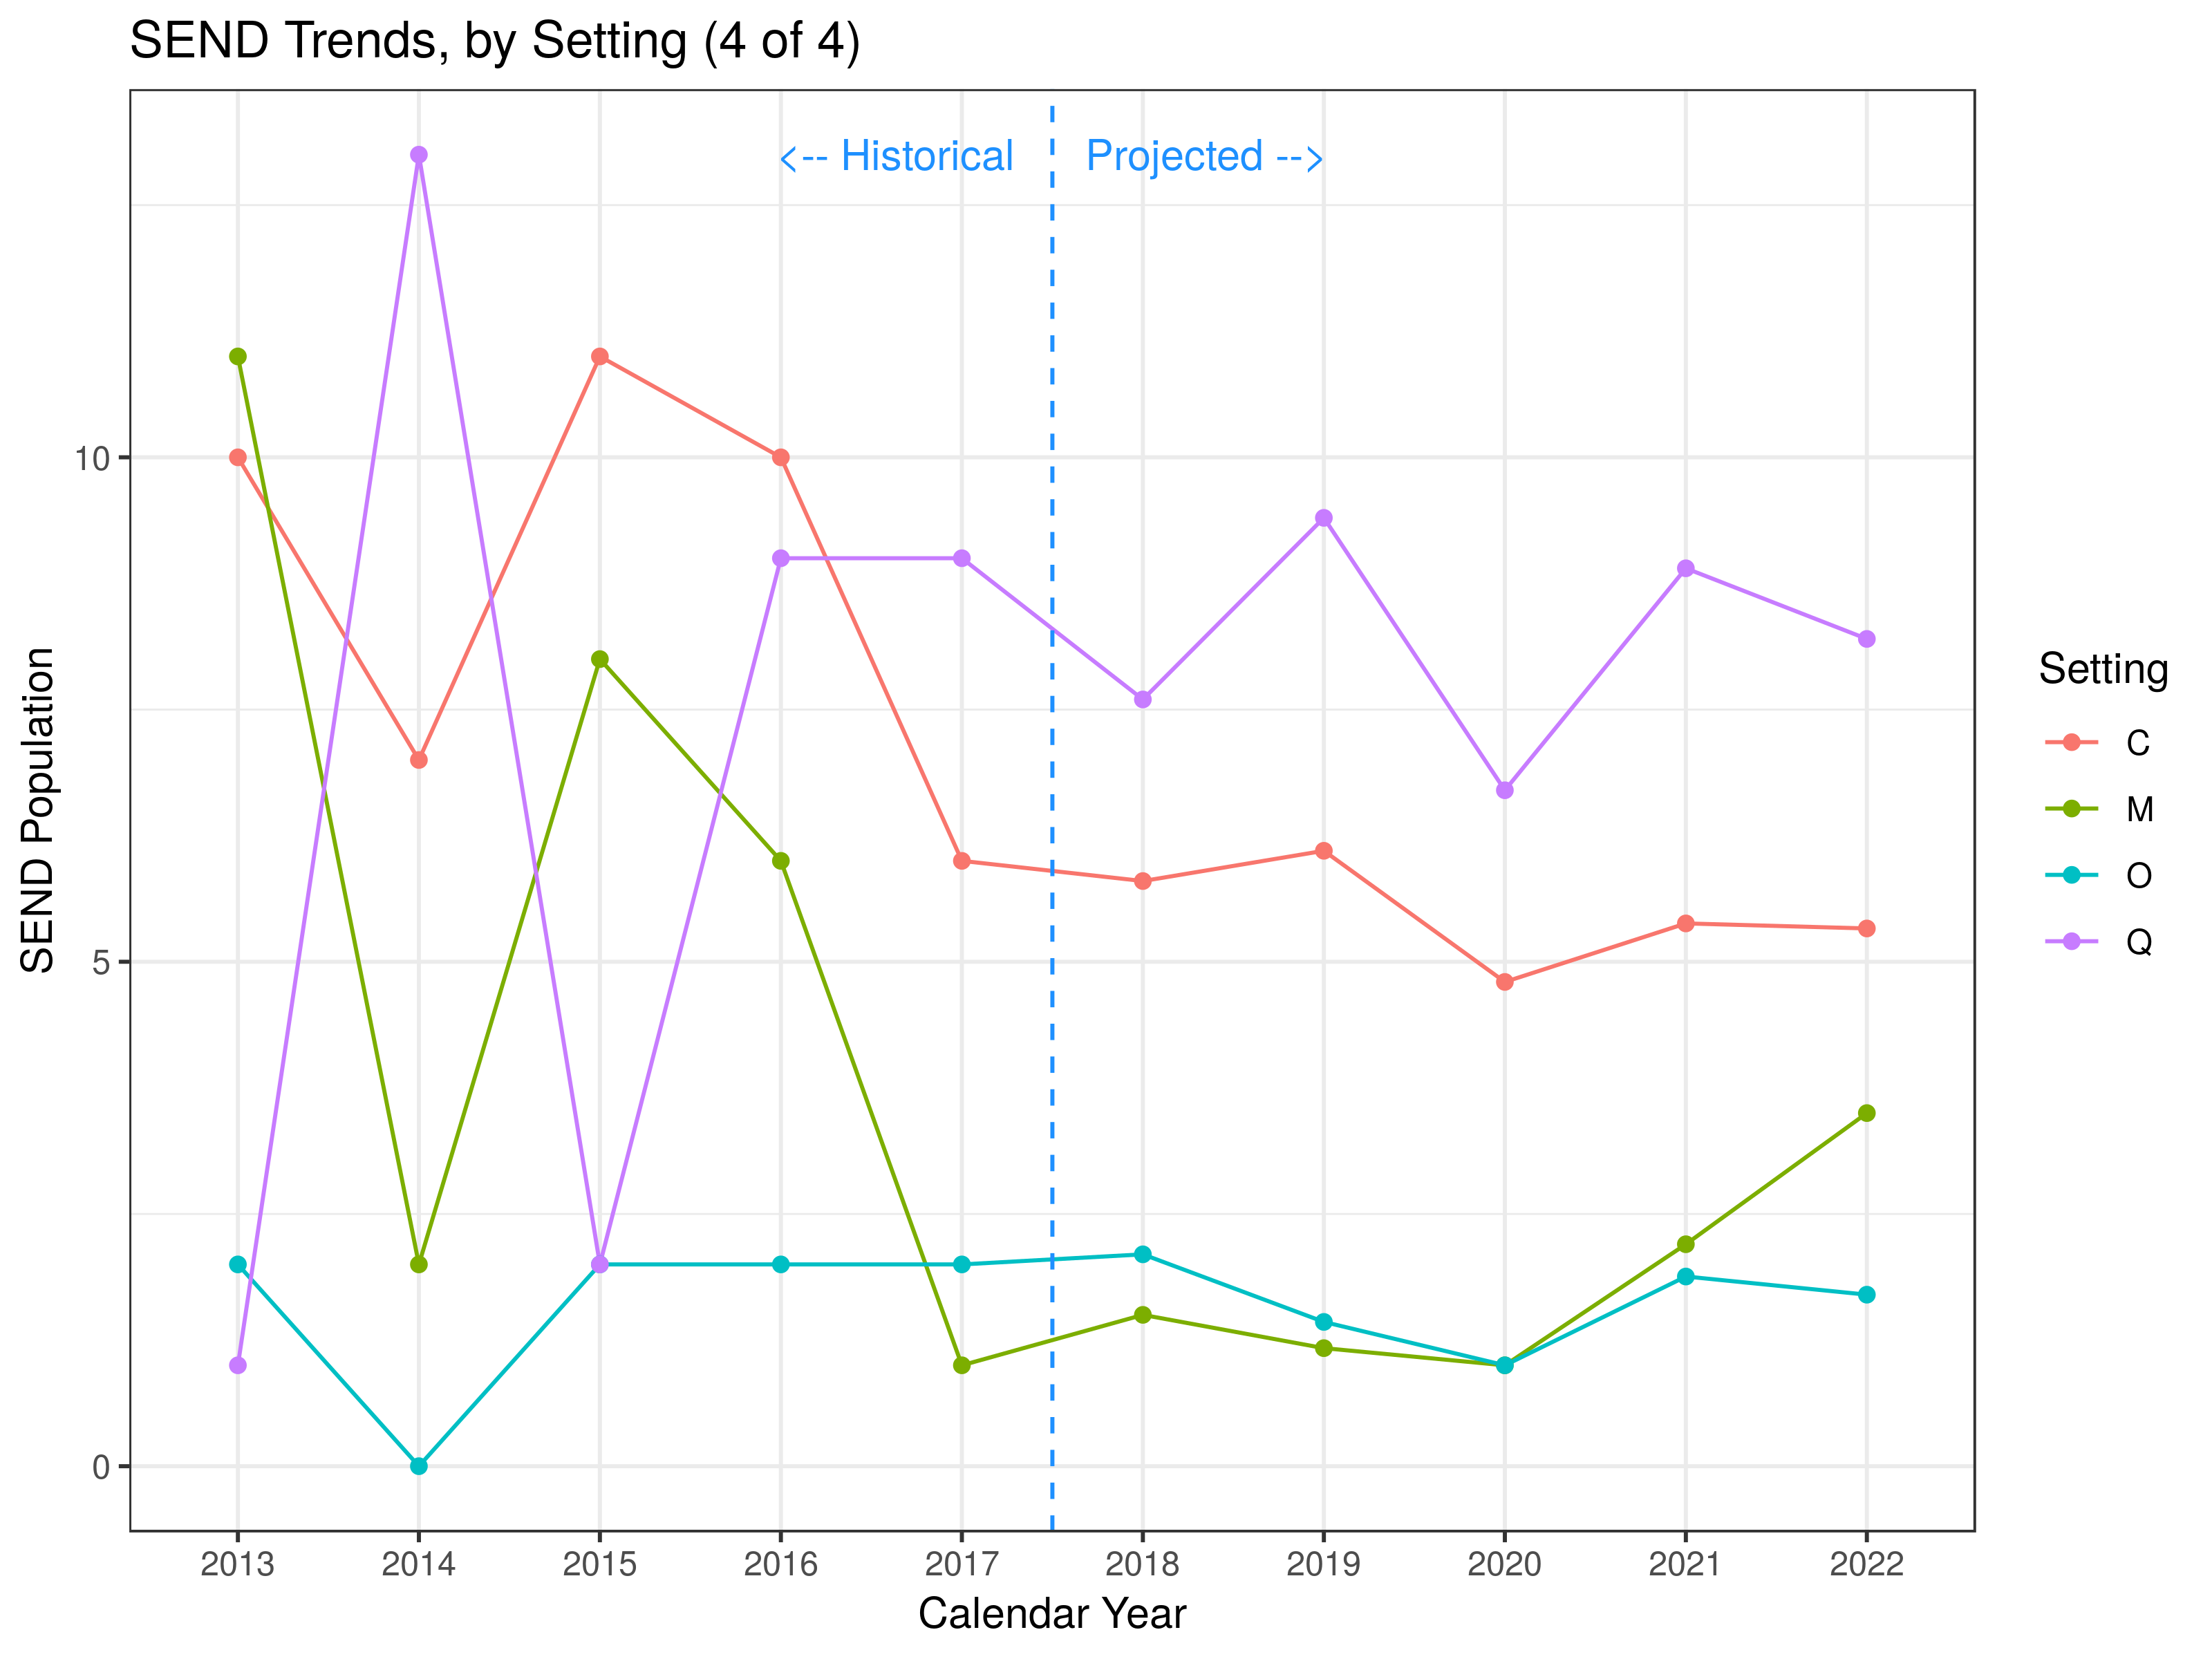 SEND Trends, by Setting (4 of 4)
<-- Historical
Projected -->
10
5
0
SEND Population
2013 2014 2015 2016 2017 2018 2019 2020 2021 2022
Calendar Year
Setting
C
M
O
Q